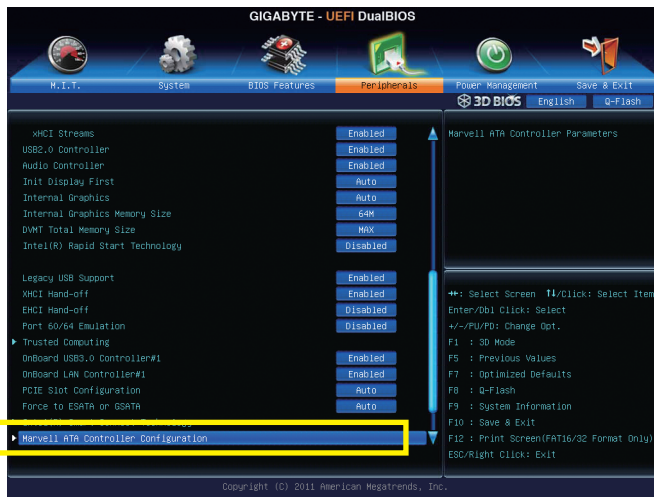 GIGABYTE - UEFI DualBIOS
M.I.T. System BIOS Features Peripherals Power Management Save & Exit
3D BIOS English Q-Flash
xHCI Streams Enabled
USB2.0 Controller Enabled
Audio Controller Enabled
Init Display First Auto
Internal Graphics Auto
Internal Graphics Memory Size 64M
DVMT Total Memory Size MAX
Intel(R) Rapid Start Technology Disabled
Legacy USB Support Enabled
XHCI Hand-off Enabled
EHCI Hand-off Disabled
Port 60/64 Emulation Disabled
Trusted Computing
OnBoard USB3.0 Controller#1 Enabled
OnBoard LAN Controller#1 Enabled
PCIE Slot Configuration Auto
Force to ESATA or GSATA Auto
Marvell ATA Controller Configuration
Marvell ATA Controller Parameters
: Select Screen ↑↓/Click: Select Item
Enter/Dbl Click: Select
+/-/PU/PD: Change Opt.
F1 : 3D Mode
F5 : Previous Values
F7 : Optimized Defaults
F8 : Q-Flash
F9 : System Information
F10 : Save & Exit
F12 : Print Screen(FAT16/32 Format Only)
ESC/Right Click: Exit
Copyright (C) 2011 American Megatrends, Inc.